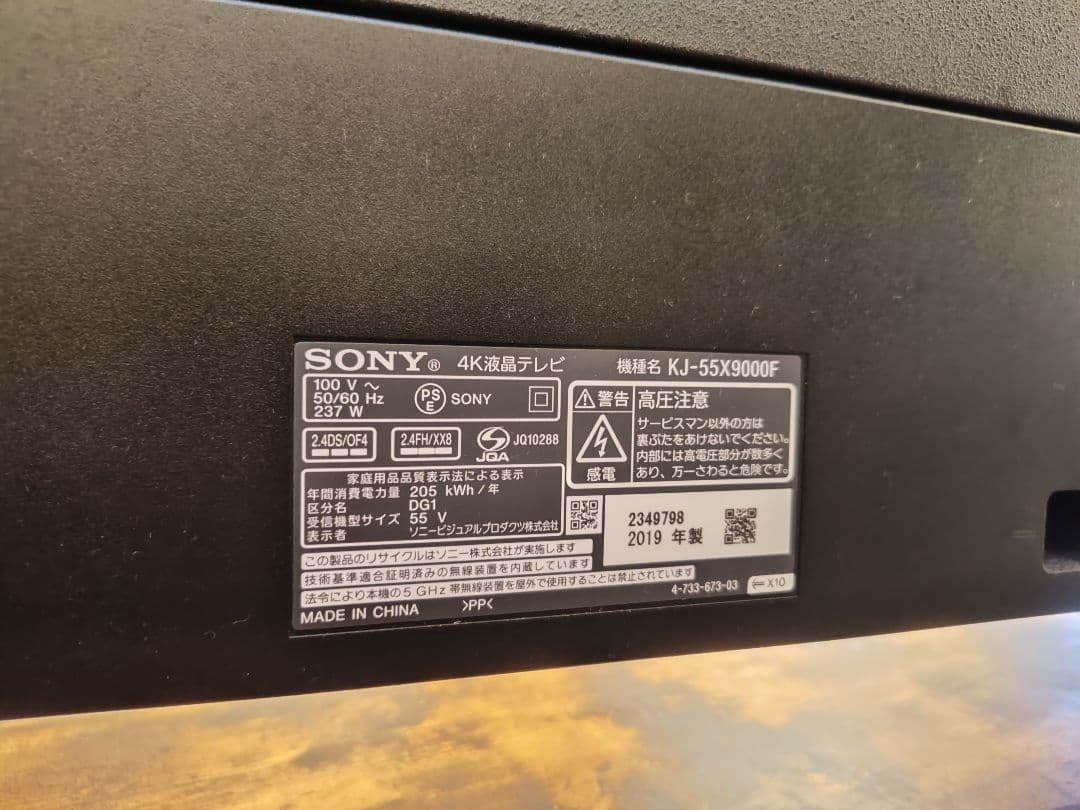 SONY® 4K液晶テレビ 機種名 KJ-55X9000F
100 V ～
50/60 Hz
237 W
PS
E
SONY
2.4DS/OF4
2.4FH/XX8
JQA
JQ10288
警告 高圧注意
感電
サービスマン以外の方は
裏ぶたをあけないでください。
内部には高電圧部分が数多く
あり、万一さわると危険です。
家庭用品品質表示法による表示
年間消費電力量 205 kWh/年
区分名 DG1
受信機型サイズ 55 V
表示者 ソニービジュアルプロダクツ株式会社
2349798
2019 年製
この製品のリサイクルはソニー株式会社が実施します
技術基準適合証明済みの無線装置を内蔵しています
法令により本機の5 GHz 帯無線装置を屋外で使用することは禁止されています
4-733-673-03
X10
MADE IN CHINA >PP<